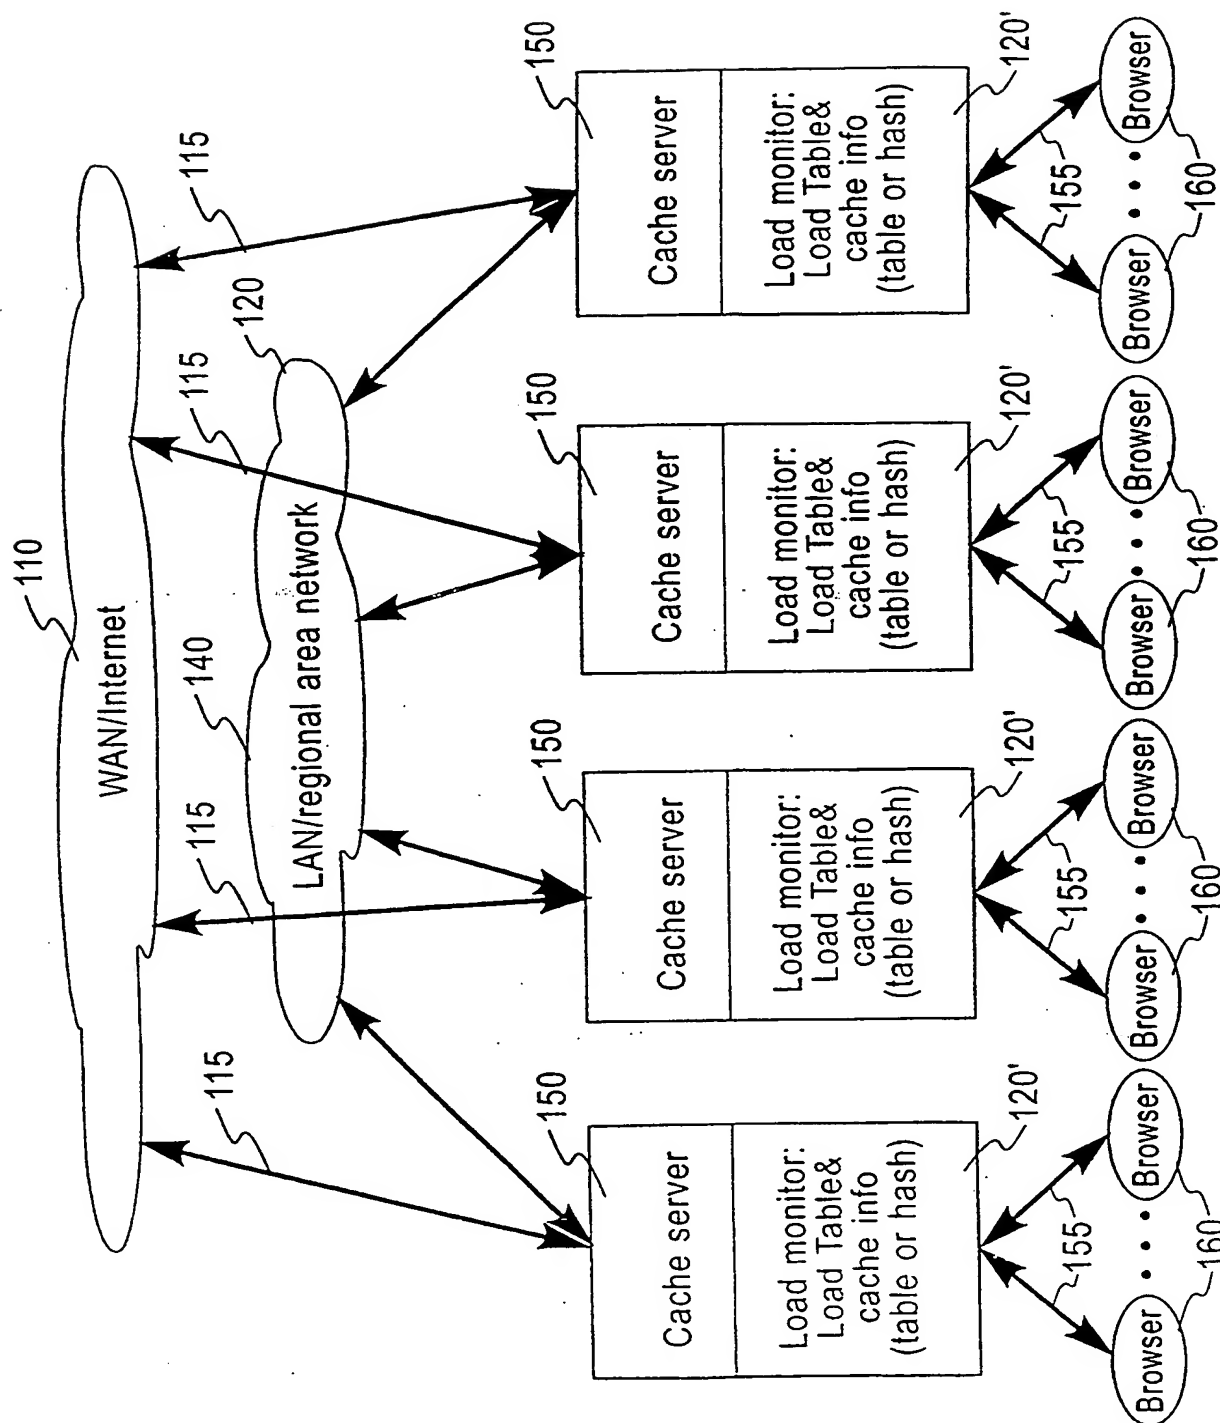 110
WAN/Internet
115
115
115
115
140
120
LAN/regional area network
150
Cache server
Load monitor:
Load Table&
cache info
(table or hash)
120'
155
Browser
Browser
160
150
Cache server
Load monitor:
Load Table&
cache info
(table or hash)
120'
155
Browser
Browser
160
150
Cache server
Load monitor:
Load Table&
cache info
(table or hash)
120'
155
Browser
Browser
160
150
Cache server
Load monitor:
Load Table&
cache info
(table or hash)
120'
155
Browser
Browser
160